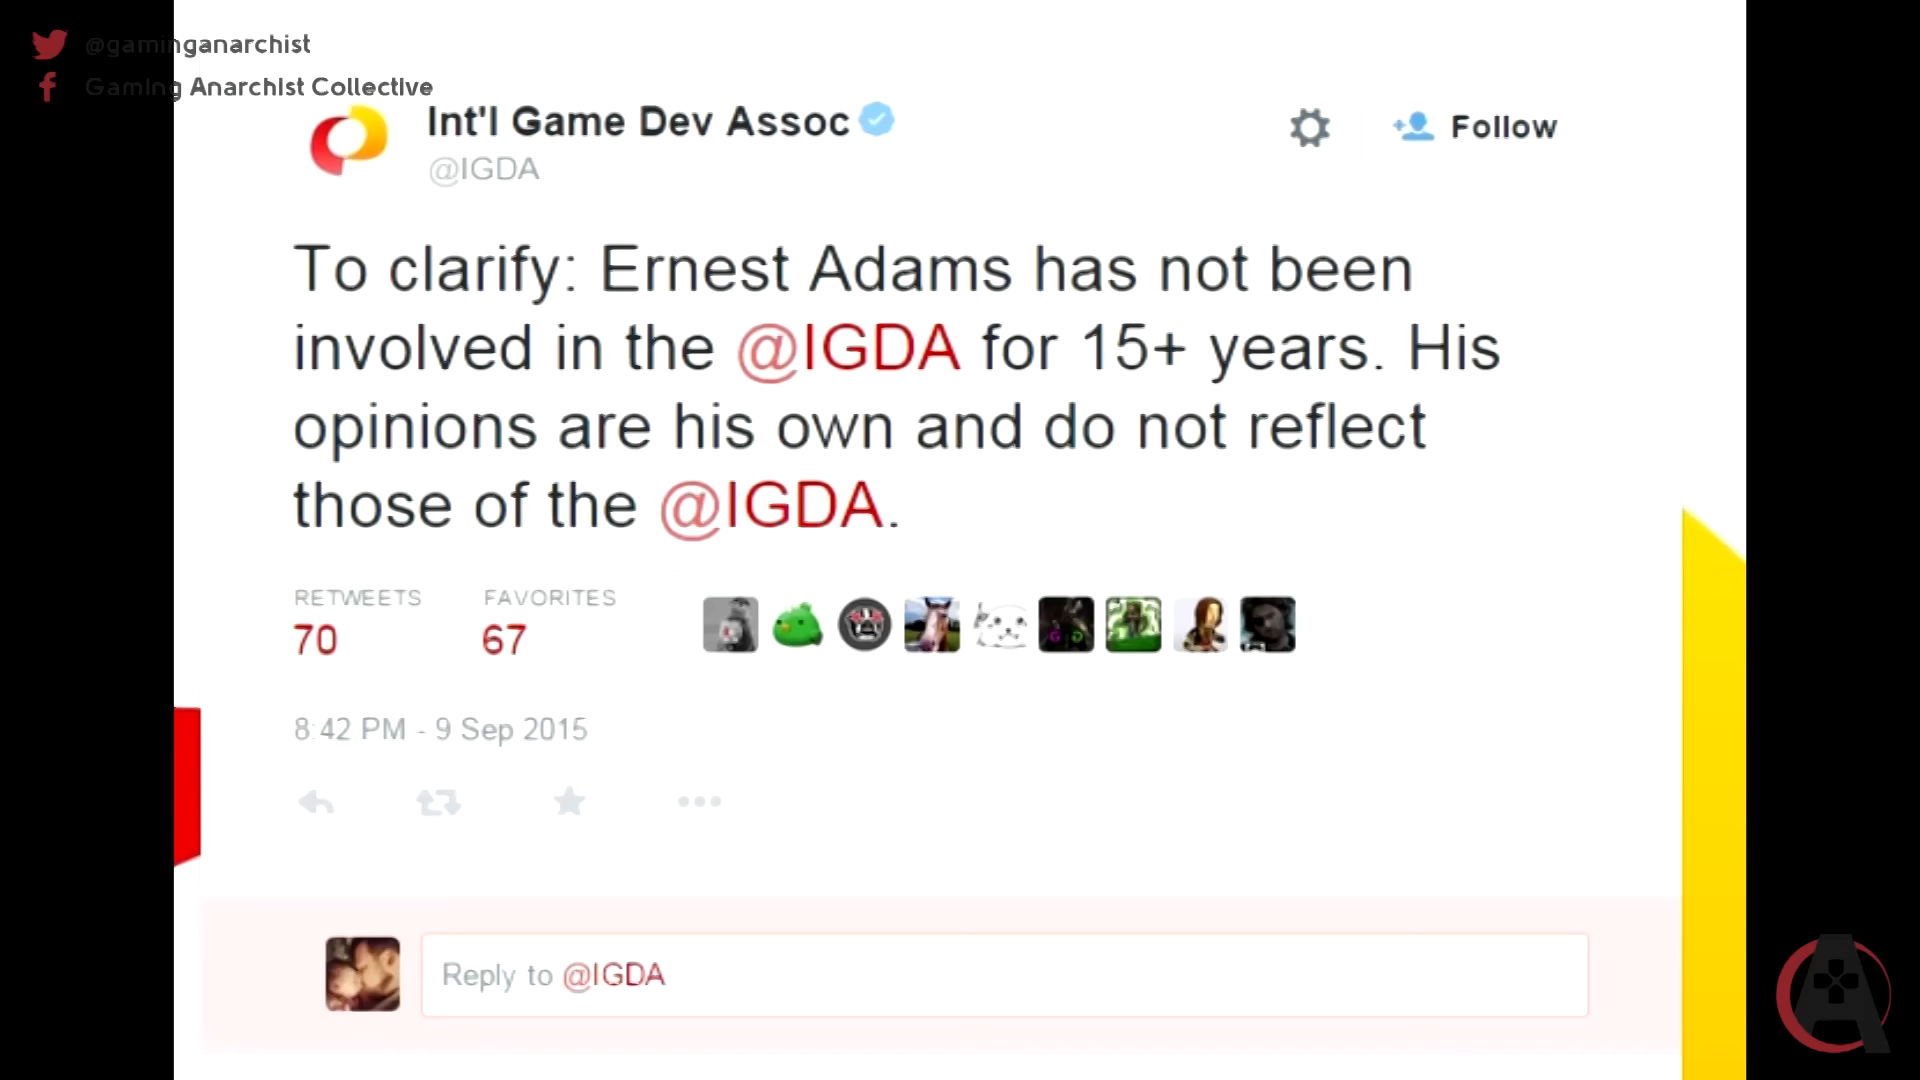 @gaminganarchist
Gaming Anarchist Collective
Int'l Game Dev Assoc
@IGDA
Follow
To clarify: Ernest Adams has not been
involved in the @IGDA for 15+ years. His
opinions are his own and do not reflect
those of the @IGDA.
RETWEETS FAVORITES
70 67
8:42 PM - 9 Sep 2015
Reply to @IGDA